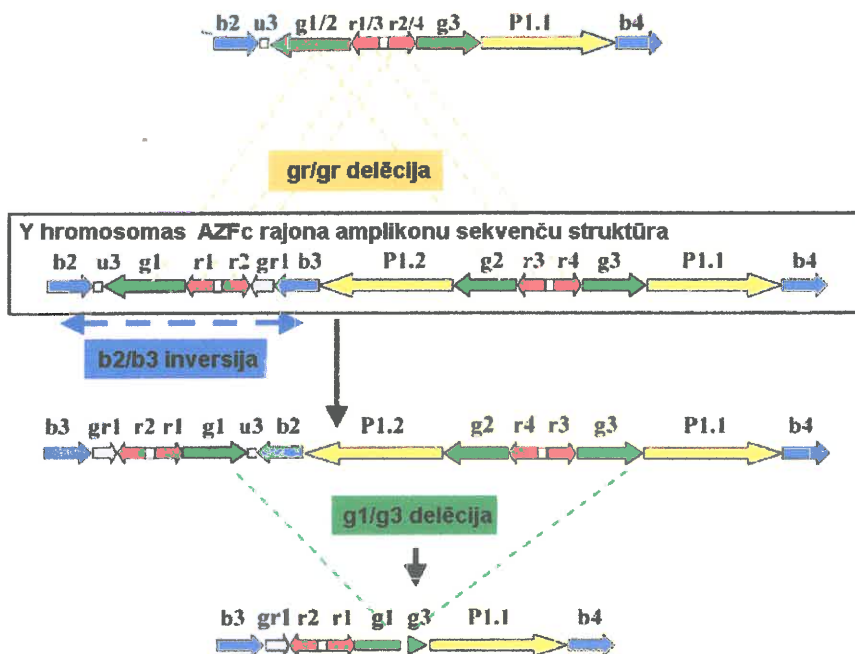 b2 u3 g1/2 r1/3 r2/4 g3 P1.1 b4
gr/gr delēcija
Y hromosomas AZFc rajona amplikonu sekvenču struktūra
b2 u3 g1 r1 r2 gr1 b3 P1.2 g2 r3 r4 g3 P1.1 b4
b2/b3 inversija
b3 gr1 r2 r1 g1 u3 b2 P1.2 g2 r4 r3 g3 P1.1 b4
g1/g3 delēcija
b3 gr1 r2 r1 g1 g3 P1.1 b4